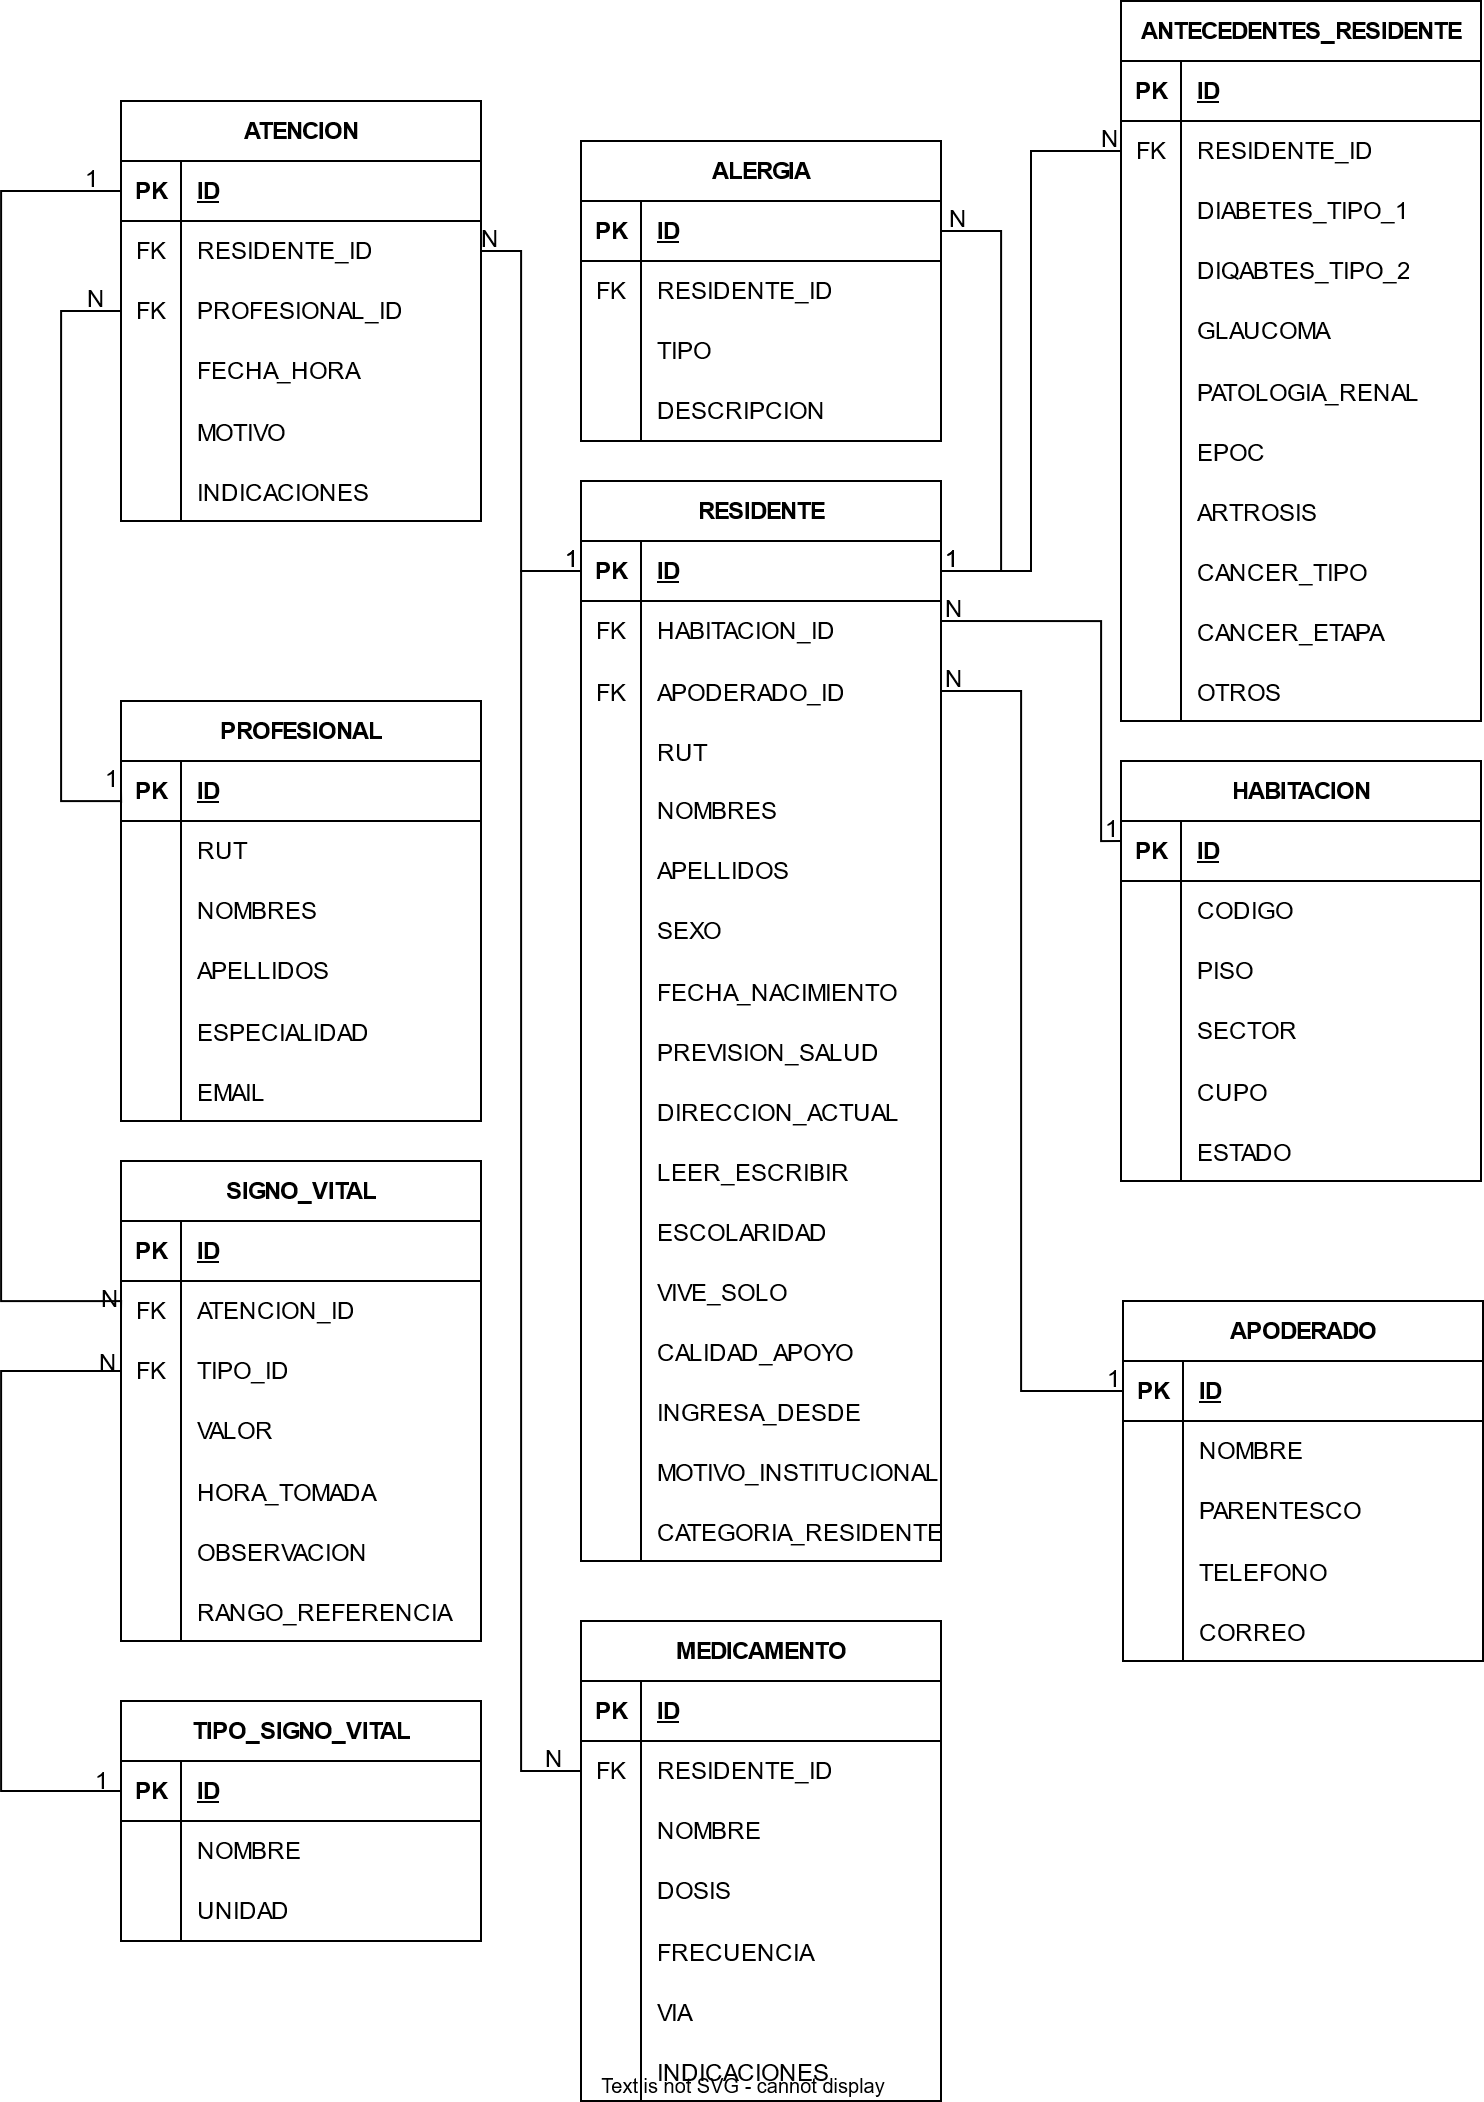 ATENCION
1
PK ID
N
FK RESIDENTE_ID
N
FK PROFESIONAL_ID
FECHA_HORA
MOTIVO
INDICACIONES
PROFESIONAL
1
PK ID
RUT
NOMBRES
APELLIDOS
ESPECIALIDAD
EMAIL
SIGNO_VITAL
PK ID
N
FK ATENCION_ID
N
FK TIPO_ID
VALOR
HORA_TOMADA
OBSERVACION
RANGO_REFERENCIA
TIPO_SIGNO_VITAL
1
PK ID
NOMBRE
UNIDAD
ALERGIA
N
PK ID
FK RESIDENTE_ID
TIPO
DESCRIPCION
RESIDENTE
1
PK ID
1
N
FK HABITACION_ID
N
FK APODERADO_ID
RUT
NOMBRES
APELLIDOS
SEXO
FECHA_NACIMIENTO
PREVISION_SALUD
DIRECCION_ACTUAL
LEER_ESCRIBIR
ESCOLARIDAD
VIVE_SOLO
CALIDAD_APOYO
INGRESA_DESDE
MOTIVO_INSTITUCIONAL
CATEGORIA_RESIDENTE
MEDICAMENTO
PK ID
N
FK RESIDENTE_ID
NOMBRE
DOSIS
FRECUENCIA
VIA
INDICACIONES
Text is not SVG - cannot display
ANTECEDENTES_RESIDENTE
PK ID
N
FK RESIDENTE_ID
DIABETES_TIPO_1
DIQABTES_TIPO_2
GLAUCOMA
PATOLOGIA_RENAL
EPOC
ARTROSIS
CANCER_TIPO
CANCER_ETAPA
OTROS
HABITACION
1
PK ID
CODIGO
PISO
SECTOR
CUPO
ESTADO
APODERADO
1
PK ID
NOMBRE
PARENTESCO
TELEFONO
CORREO